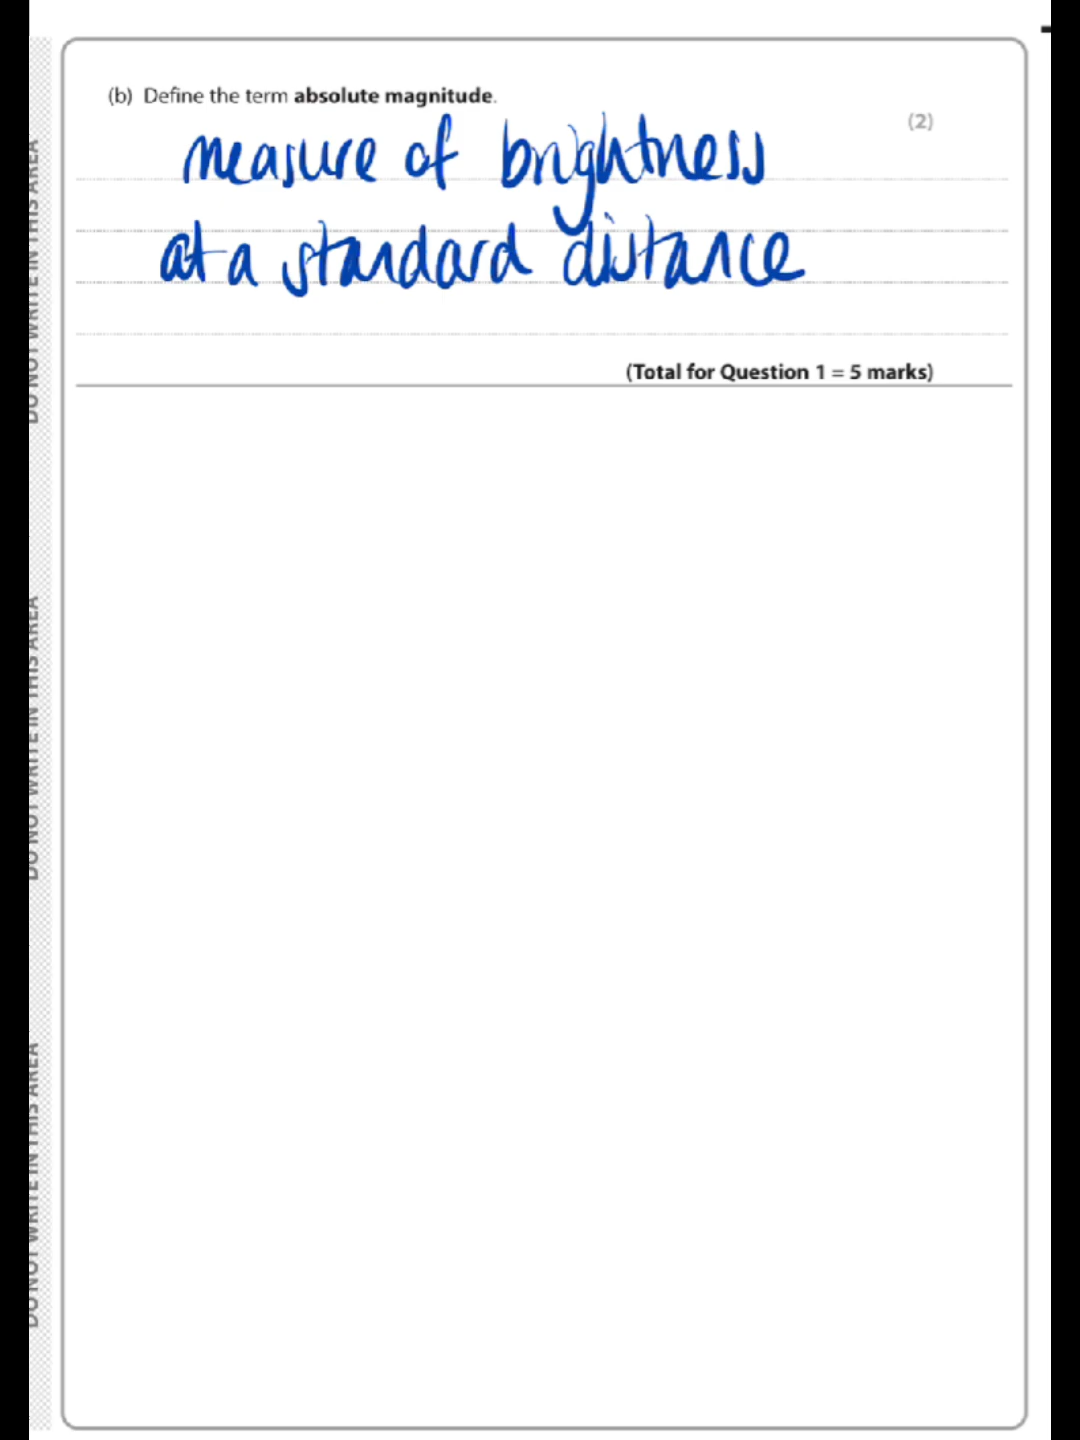 (b) Define the term absolute magnitude.
(2)
measure of brightness
at a standard distance
(Total for Question 1 = 5 marks)
DO NOT WRITE IN THIS AREA
DO NOT WRITE IN THIS AREA
DO NOT WRITE IN THIS AREA